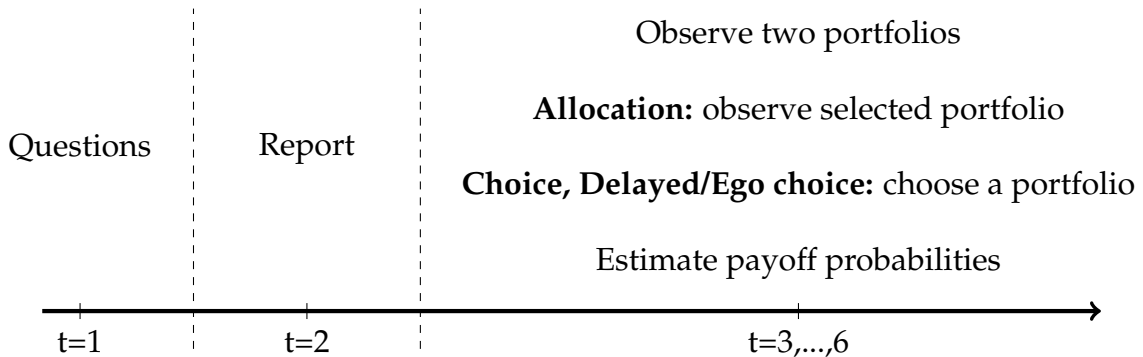 Observe two portfolios
Allocation: observe selected portfolio
Questions
Report
Choice, Delayed/Ego choice: choose a portfolio
Estimate payoff probabilities
t=1
t=2
t=3,...,6